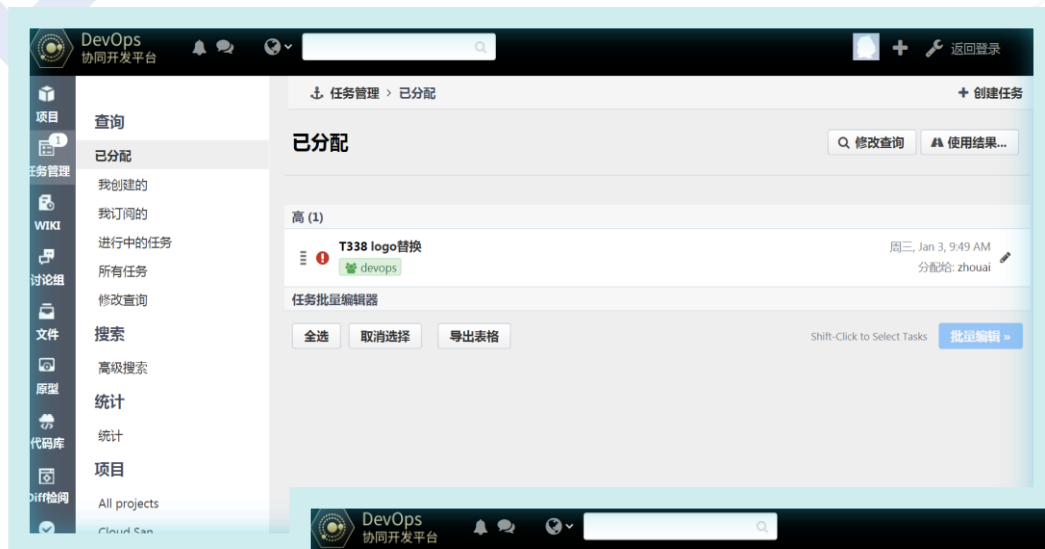 DevOps
协同开发平台
返回登录
项目
1
任务管理
WIKI
讨论组
文件
原型
代码库
Diff检阅
查询
已分配
我创建的
我订阅的
进行中的任务
所有任务
修改查询
搜索
高级搜索
统计
统计
项目
All projects
Cloud San
任务管理 > 已分配
+ 创建任务
已分配
修改查询
使用结果...
高 (1)
T338 logo替换
devops
周三, Jan 3, 9:49 AM
分配给: zhouai
任务批量编辑器
全选 取消选择 导出表格
Shift-Click to Select Tasks 批量编辑 »
DevOps
协同开发平台